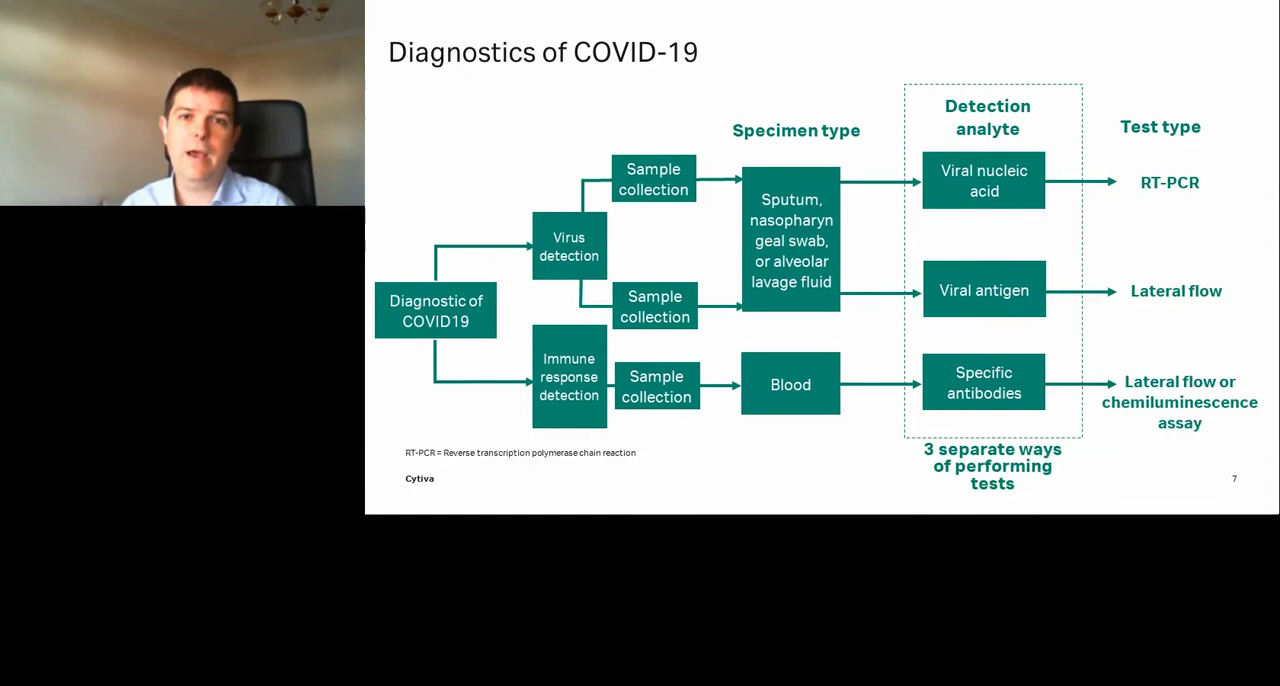 Diagnostics of COVID-19
Specimen type
Detection
analyte
Test type
Diagnostic of
COVID19
Virus
detection
Immune
response
detection
Sample
collection
Sample
collection
Sample
collection
Sputum,
nasopharyn
geal swab,
or alveolar
lavage fluid
Blood
Viral nucleic
acid
Viral antigen
Specific
antibodies
RT-PCR
Lateral flow
Lateral flow or
chemiluminescence
assay
3 separate ways
of performing
tests
RT-PCR = Reverse transcription polymerase chain reaction
Cytiva
7